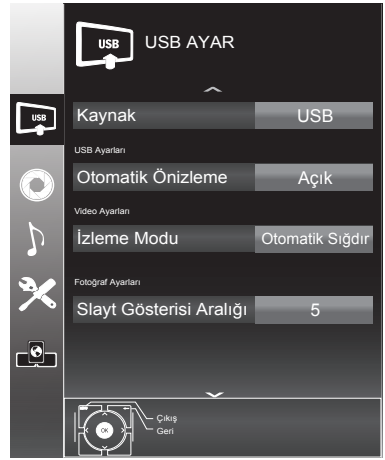 USB
USB AYAR
USB
Kaynak
USB
USB Ayarları
Otomatik Önizleme
Açık
Video Ayarları
İzleme Modu
Otomatik Sığdır
Fotoğraf Ayarları
Slayt Gösterisi Aralığı
5
OK
Çıkış
Geri